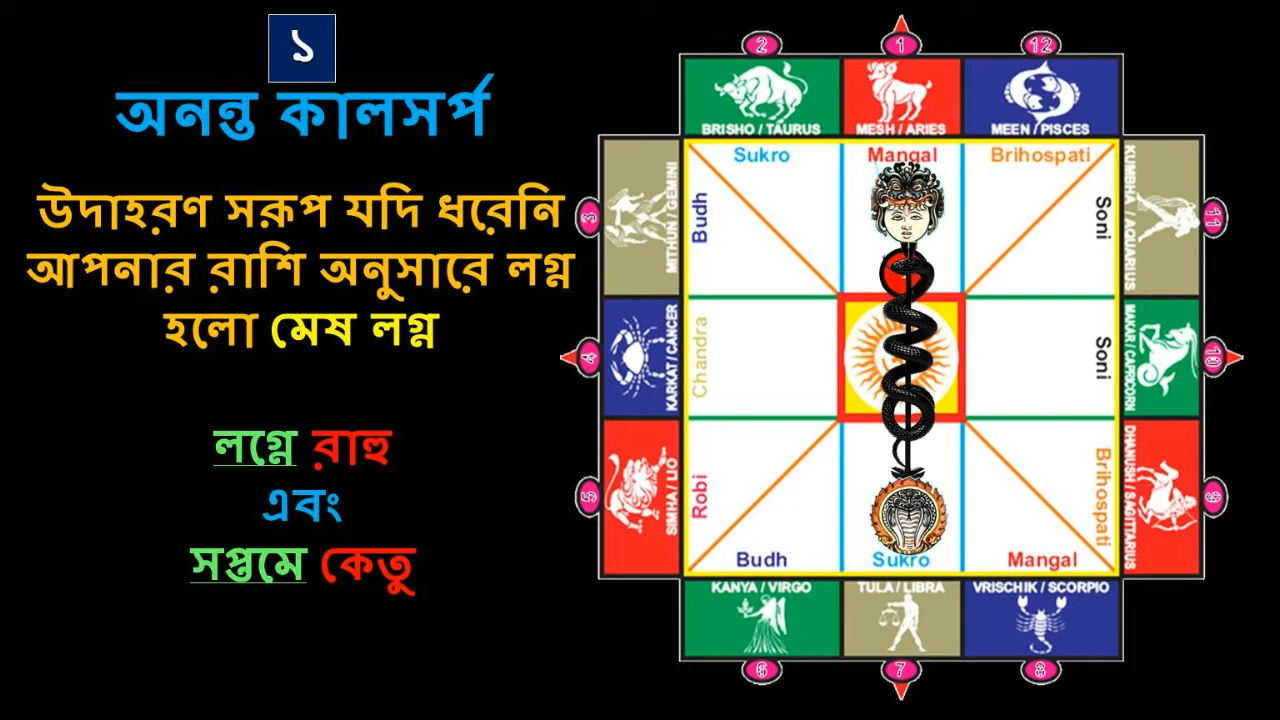 ১
অনন্ত কালসর্প
উদাহরণ সরূপ যদি ধরেনি
আপনার রাশি অনুসারে লগ্ন
হলো মেষ লগ্ন
লগ্নে রাহু
এবং
সপ্তমে কেতু
2 1 12
BRISHO / TAURUS MESH / ARIES MEEN / PISCES
Sukro Mangal Brihospati
3 MITHUN / GEMINI Budh
Soni KUMBHA / AQUARIUS 11
4 KARKAT / CANCER Chandra
Soni MAKAR / CAPRICORN 10
5 SIMHA / LIO Robi
Brihospati DHANUSH / SAGITTARIUS 9
Budh Sukro Mangal
KANYA / VIRGO TULA / LIBRA VRISCHIK / SCORPIO
6 7 8